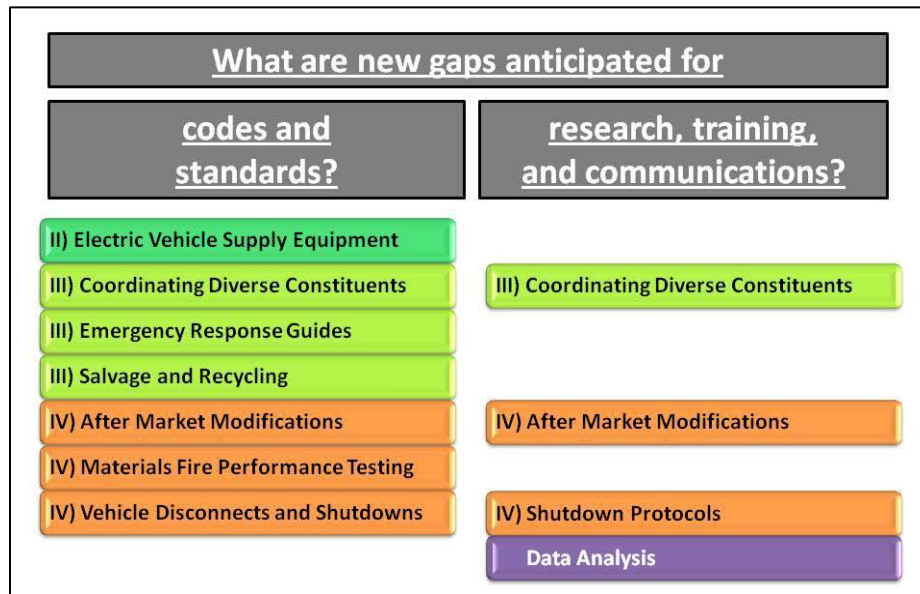 What are new gaps anticipated for
codes and
standards?
research, training,
and communications?
II) Electric Vehicle Supply Equipment
III) Coordinating Diverse Constituents
III) Emergency Response Guides
III) Salvage and Recycling
IV) After Market Modifications
IV) Materials Fire Performance Testing
IV) Vehicle Disconnects and Shutdowns
III) Coordinating Diverse Constituents
IV) After Market Modifications
IV) Shutdown Protocols
Data Analysis